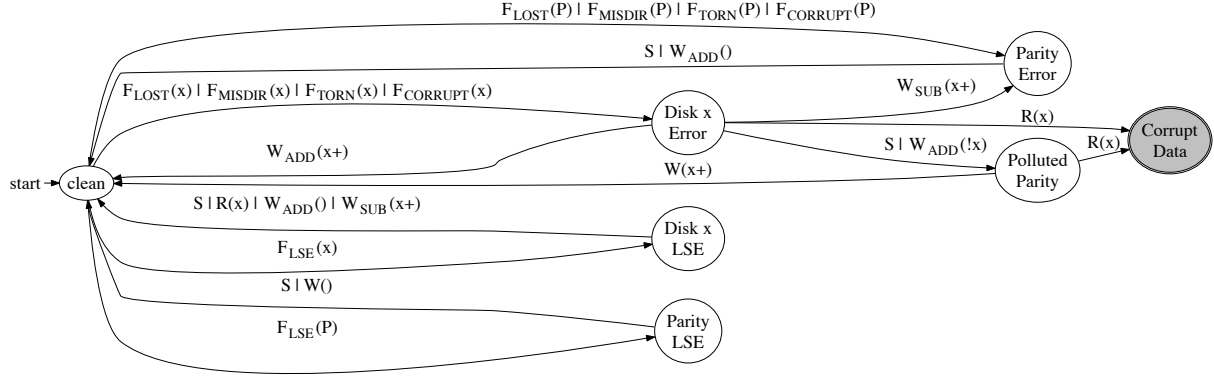 F_LOST(P) | F_MISDIR(P) | F_TORN(P) | F_CORRUPT(P)
S | W_ADD()
Parity
Error
F_LOST(x) | F_MISDIR(x) | F_TORN(x) | F_CORRUPT(x)
W_SUB(x+)
Disk x
Error
R(x)
Corrupt
Data
W_ADD(x+)
S | W_ADD(!x)
R(x)
W(x+)
Polluted
Parity
start
clean
S | R(x) | W_ADD() | W_SUB(x+)
Disk x
LSE
F_LSE(x)
S | W()
Parity
LSE
F_LSE(P)